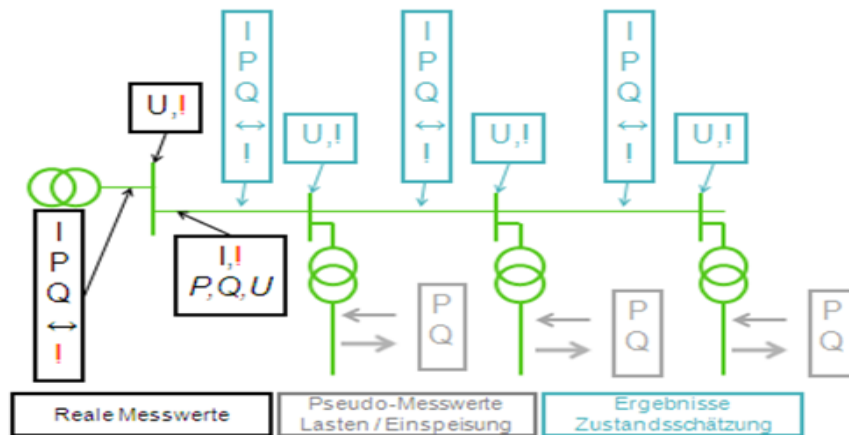 I
P
Q
↔
!
I
P
Q
↔
!
I
P
Q
↔
!
U,!
U,!
U,!
U,!
I
P
Q
↔
!
I,!
P,Q,U
P
Q
P
Q
P
Q
Reale Messwerte
Pseudo-Messwerte
Lasten / Einspeisung
Ergebnisse
Zustandsschätzung